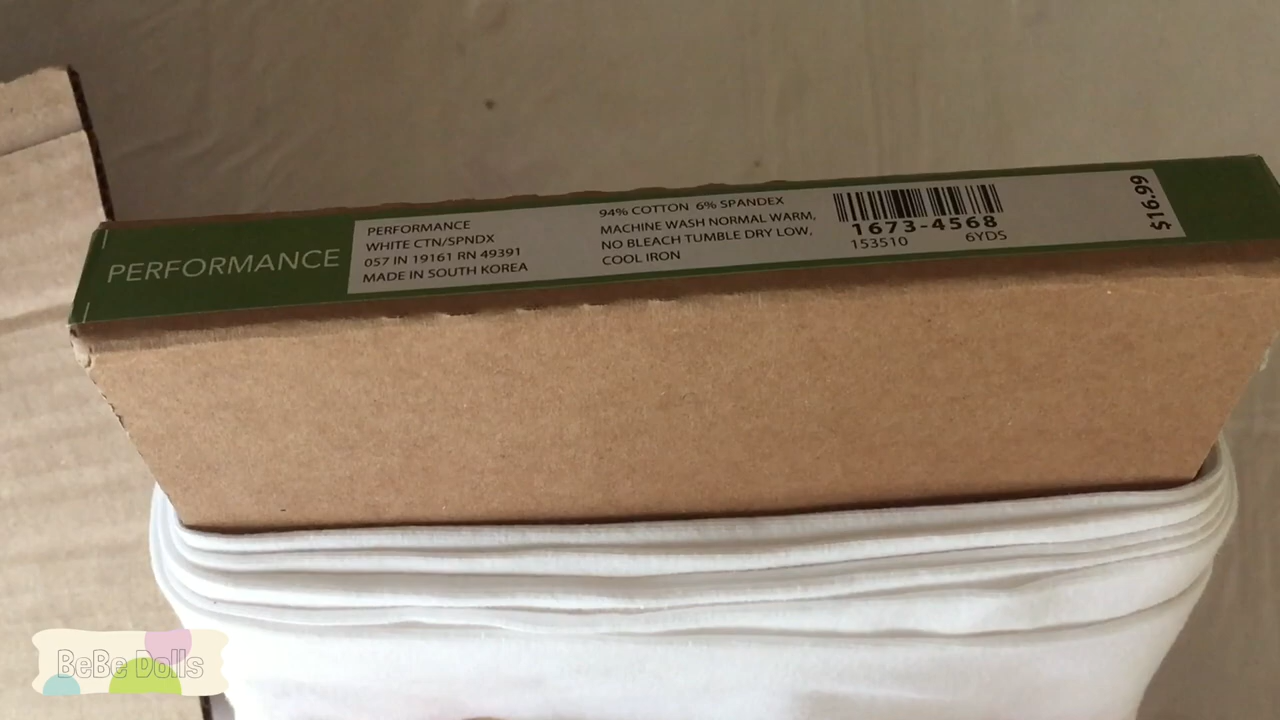 PERFORMANCE
PERFORMANCE
WHITE CTN/SPNDX
057 IN 19161 RN 49391
MADE IN SOUTH KOREA
94% COTTON 6% SPANDEX
MACHINE WASH NORMAL WARM,
NO BLEACH TUMBLE DRY LOW,
COOL IRON
1673-4568
153510 6YDS
$16.99
BeBe Dolls